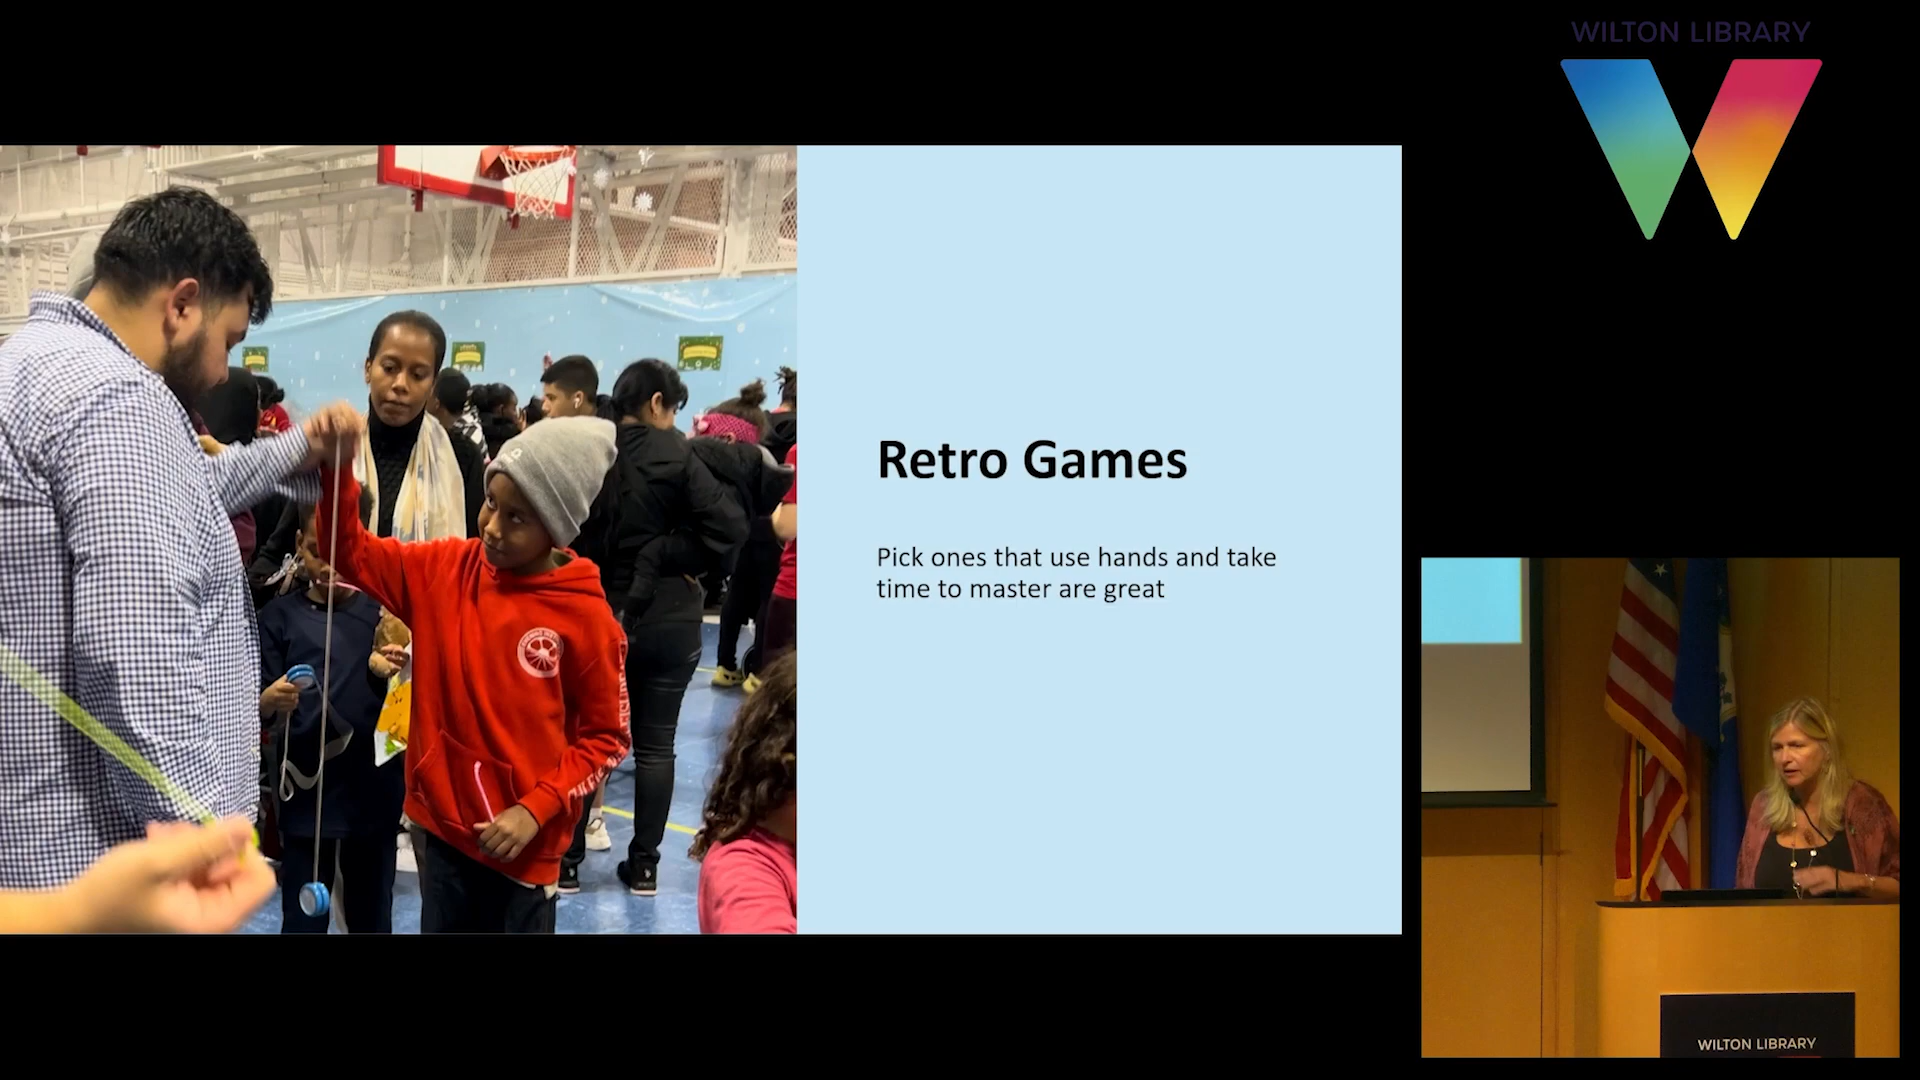 WILTON LIBRARY
Retro Games
Pick ones that use hands and take
time to master are great
WILTON LIBRARY